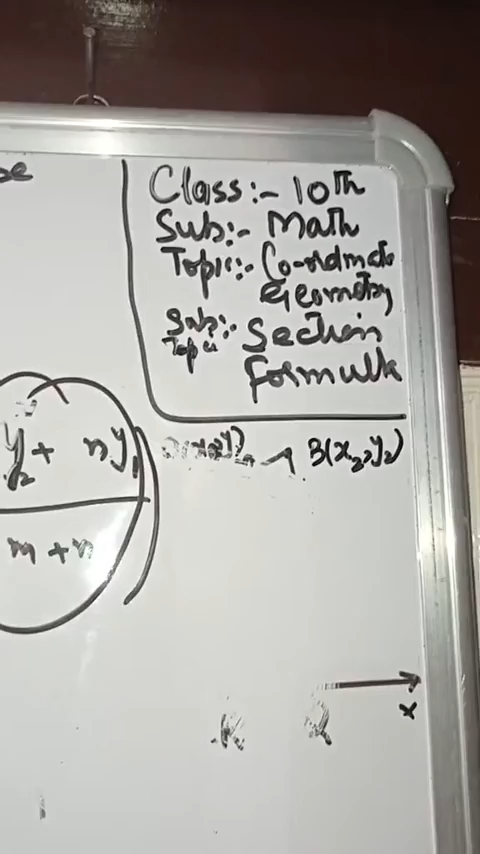 Class:- 10th
Sub:- Math
Topic:- Co-ordinate
Geometry
Sub:- Section
Topic
Formula
y₂ + ny₁
m + n
B(x₂, y₂)
x